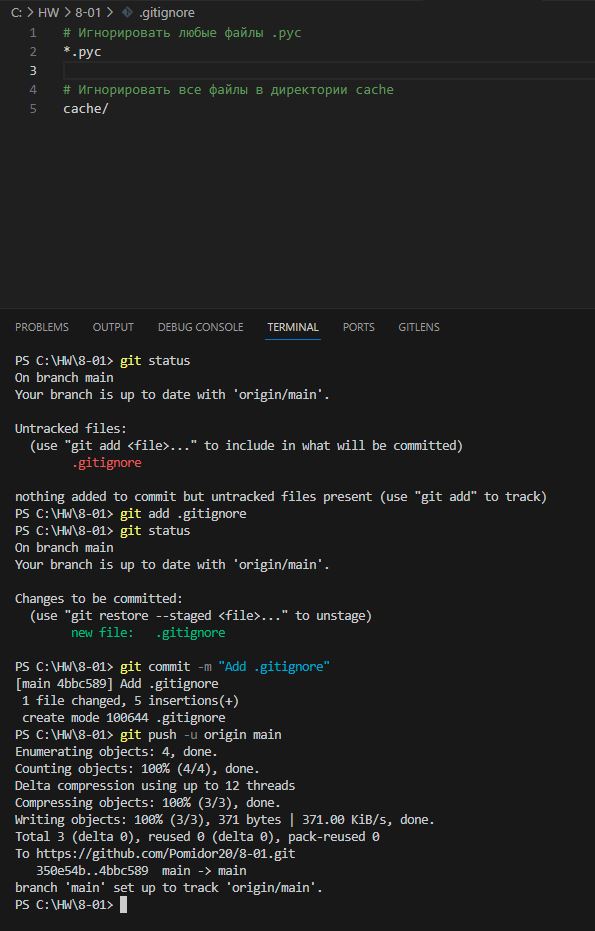 C: > HW > 8-01 > .gitignore
1 # Игнорировать любые файлы .pyc
2 *.pyc
3
4 # Игнорировать все файлы в директории cache
5 cache/
PROBLEMS OUTPUT DEBUG CONSOLE TERMINAL PORTS GITLENS
PS C:\HW\8-01> git status
On branch main
Your branch is up to date with 'origin/main'.
Untracked files:
(use "git add <file>..." to include in what will be committed)
.gitignore
nothing added to commit but untracked files present (use "git add" to track)
PS C:\HW\8-01> git add .gitignore
PS C:\HW\8-01> git status
On branch main
Your branch is up to date with 'origin/main'.
Changes to be committed:
(use "git restore --staged <file>..." to unstage)
new file:   .gitignore
PS C:\HW\8-01> git commit -m "Add .gitignore"
[main 4bbc589] Add .gitignore
1 file changed, 5 insertions(+)
create mode 100644 .gitignore
PS C:\HW\8-01> git push -u origin main
Enumerating objects: 4, done.
Counting objects: 100% (4/4), done.
Delta compression using up to 12 threads
Compressing objects: 100% (3/3), done.
Writing objects: 100% (3/3), 371 bytes | 371.00 KiB/s, done.
Total 3 (delta 0), reused 0 (delta 0), pack-reused 0
To https://github.com/Pomidor20/8-01.git
350e54b..4bbc589  main -> main
branch 'main' set up to track 'origin/main'.
PS C:\HW\8-01>